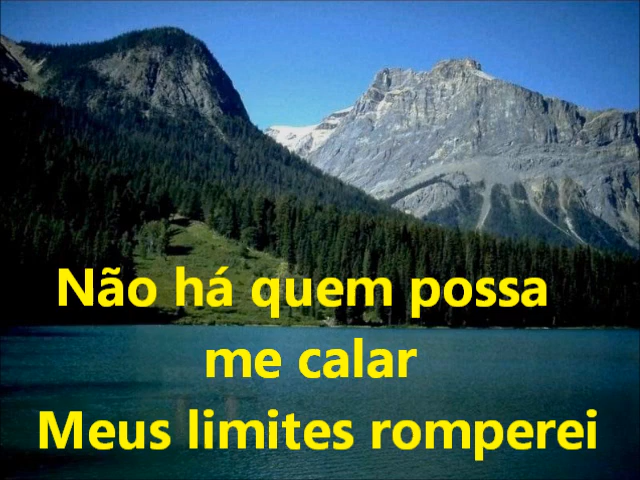 Não há quem possa
me calar
Meus limites romperei